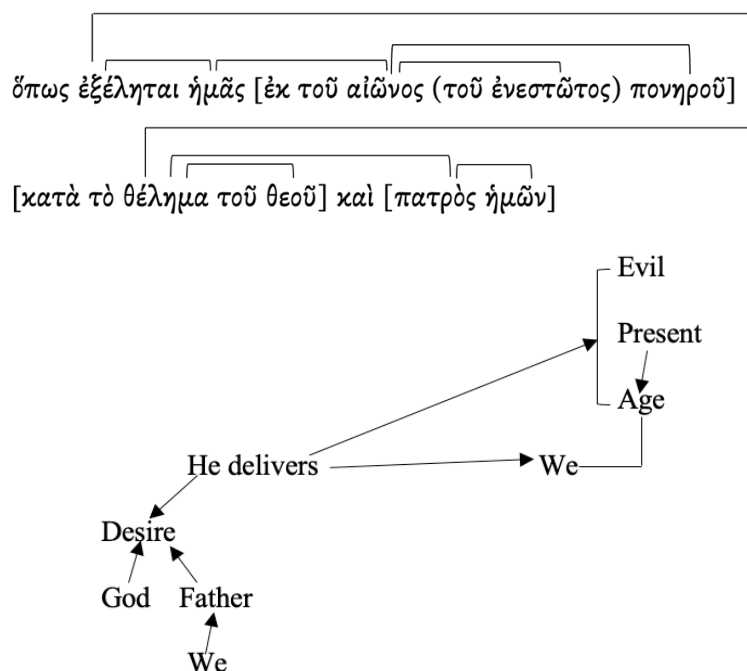 ὅπως ἐξέληται ἡμᾶς [ἐκ τοῦ αἰῶνος (τοῦ ἐνεστῶτος) πονηροῦ]
[κατὰ τὸ θέλημα τοῦ θεοῦ] καὶ [πατρὸς ἡμῶν]
Evil
Present
Age
He delivers We
Desire
God Father
We